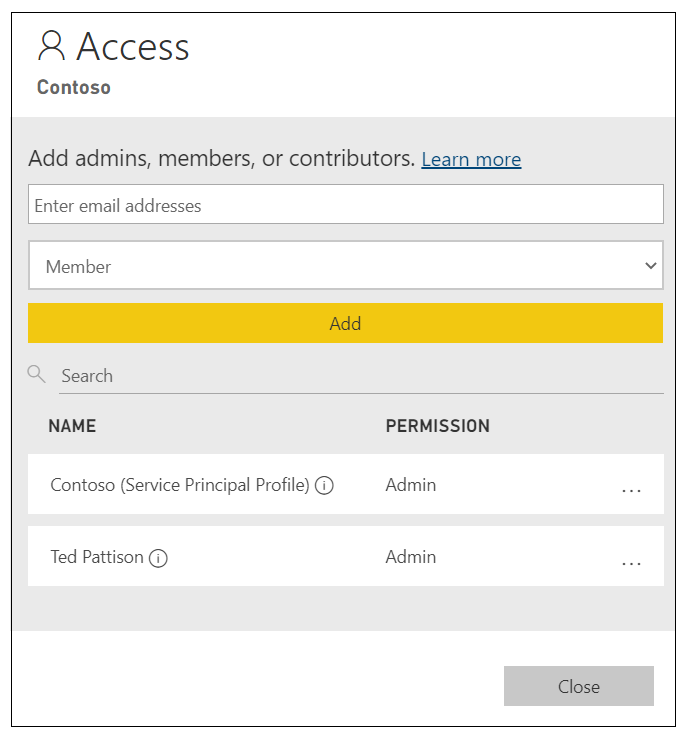 Access
Contoso
Add admins, members, or contributors. Learn more
Enter email addresses
Member
Add
Search
NAME PERMISSION
Contoso (Service Principal Profile) Admin ...
Ted Pattison Admin ...
Close